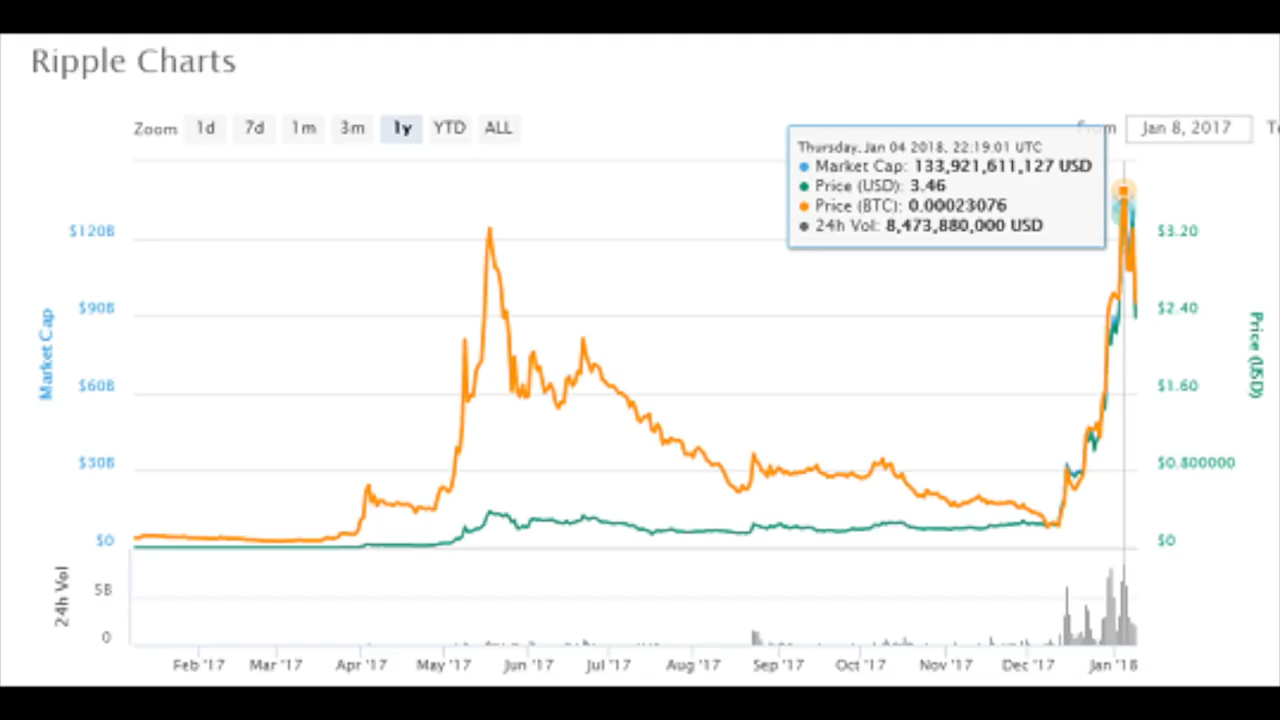 Ripple Charts
Zoom 1d 7d 1m 3m 1y YTD ALL
From Jan 8, 2017
Thursday, Jan 04 2018, 22:19:01 UTC
Market Cap: 133,921,611,127 USD
Price (USD): 3.46
Price (BTC): 0.00023076
24h Vol: 8,473,880,000 USD
$120B
$90B
$60B
$30B
$0
Market Cap
$3.20
$2.40
$1.60
$0.800000
$0
Price (USD)
24h Vol
5B
0
Feb '17 Mar '17 Apr '17 May '17 Jun '17 Jul '17 Aug '17 Sep '17 Oct '17 Nov '17 Dec '17 Jan '18